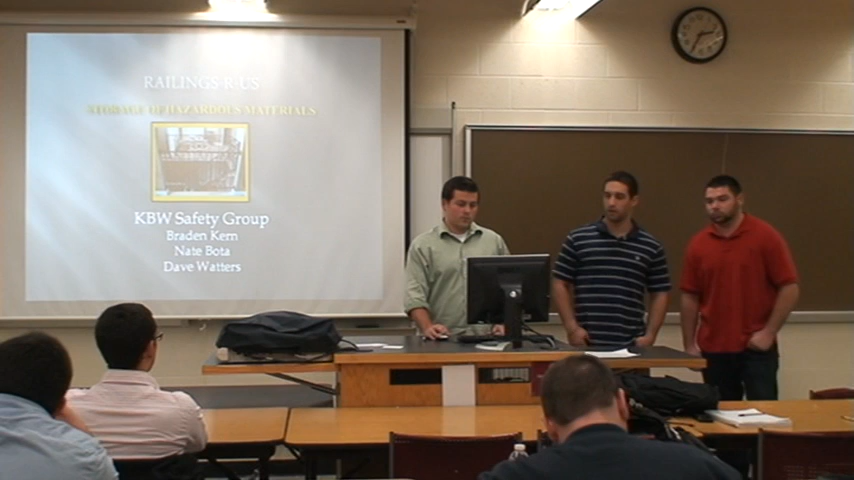 RAILINGS-R-US
STORAGE OF HAZARDOUS MATERIALS
KBW Safety Group
Braden Kern
Nate Bota
Dave Watters